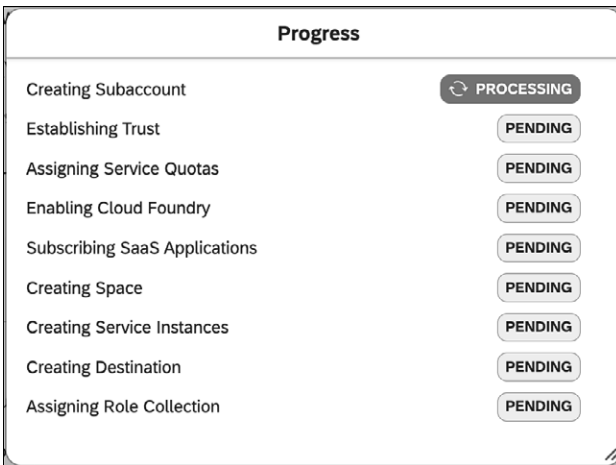 Progress
Creating Subaccount PROCESSING
Establishing Trust PENDING
Assigning Service Quotas PENDING
Enabling Cloud Foundry PENDING
Subscribing SaaS Applications PENDING
Creating Space PENDING
Creating Service Instances PENDING
Creating Destination PENDING
Assigning Role Collection PENDING